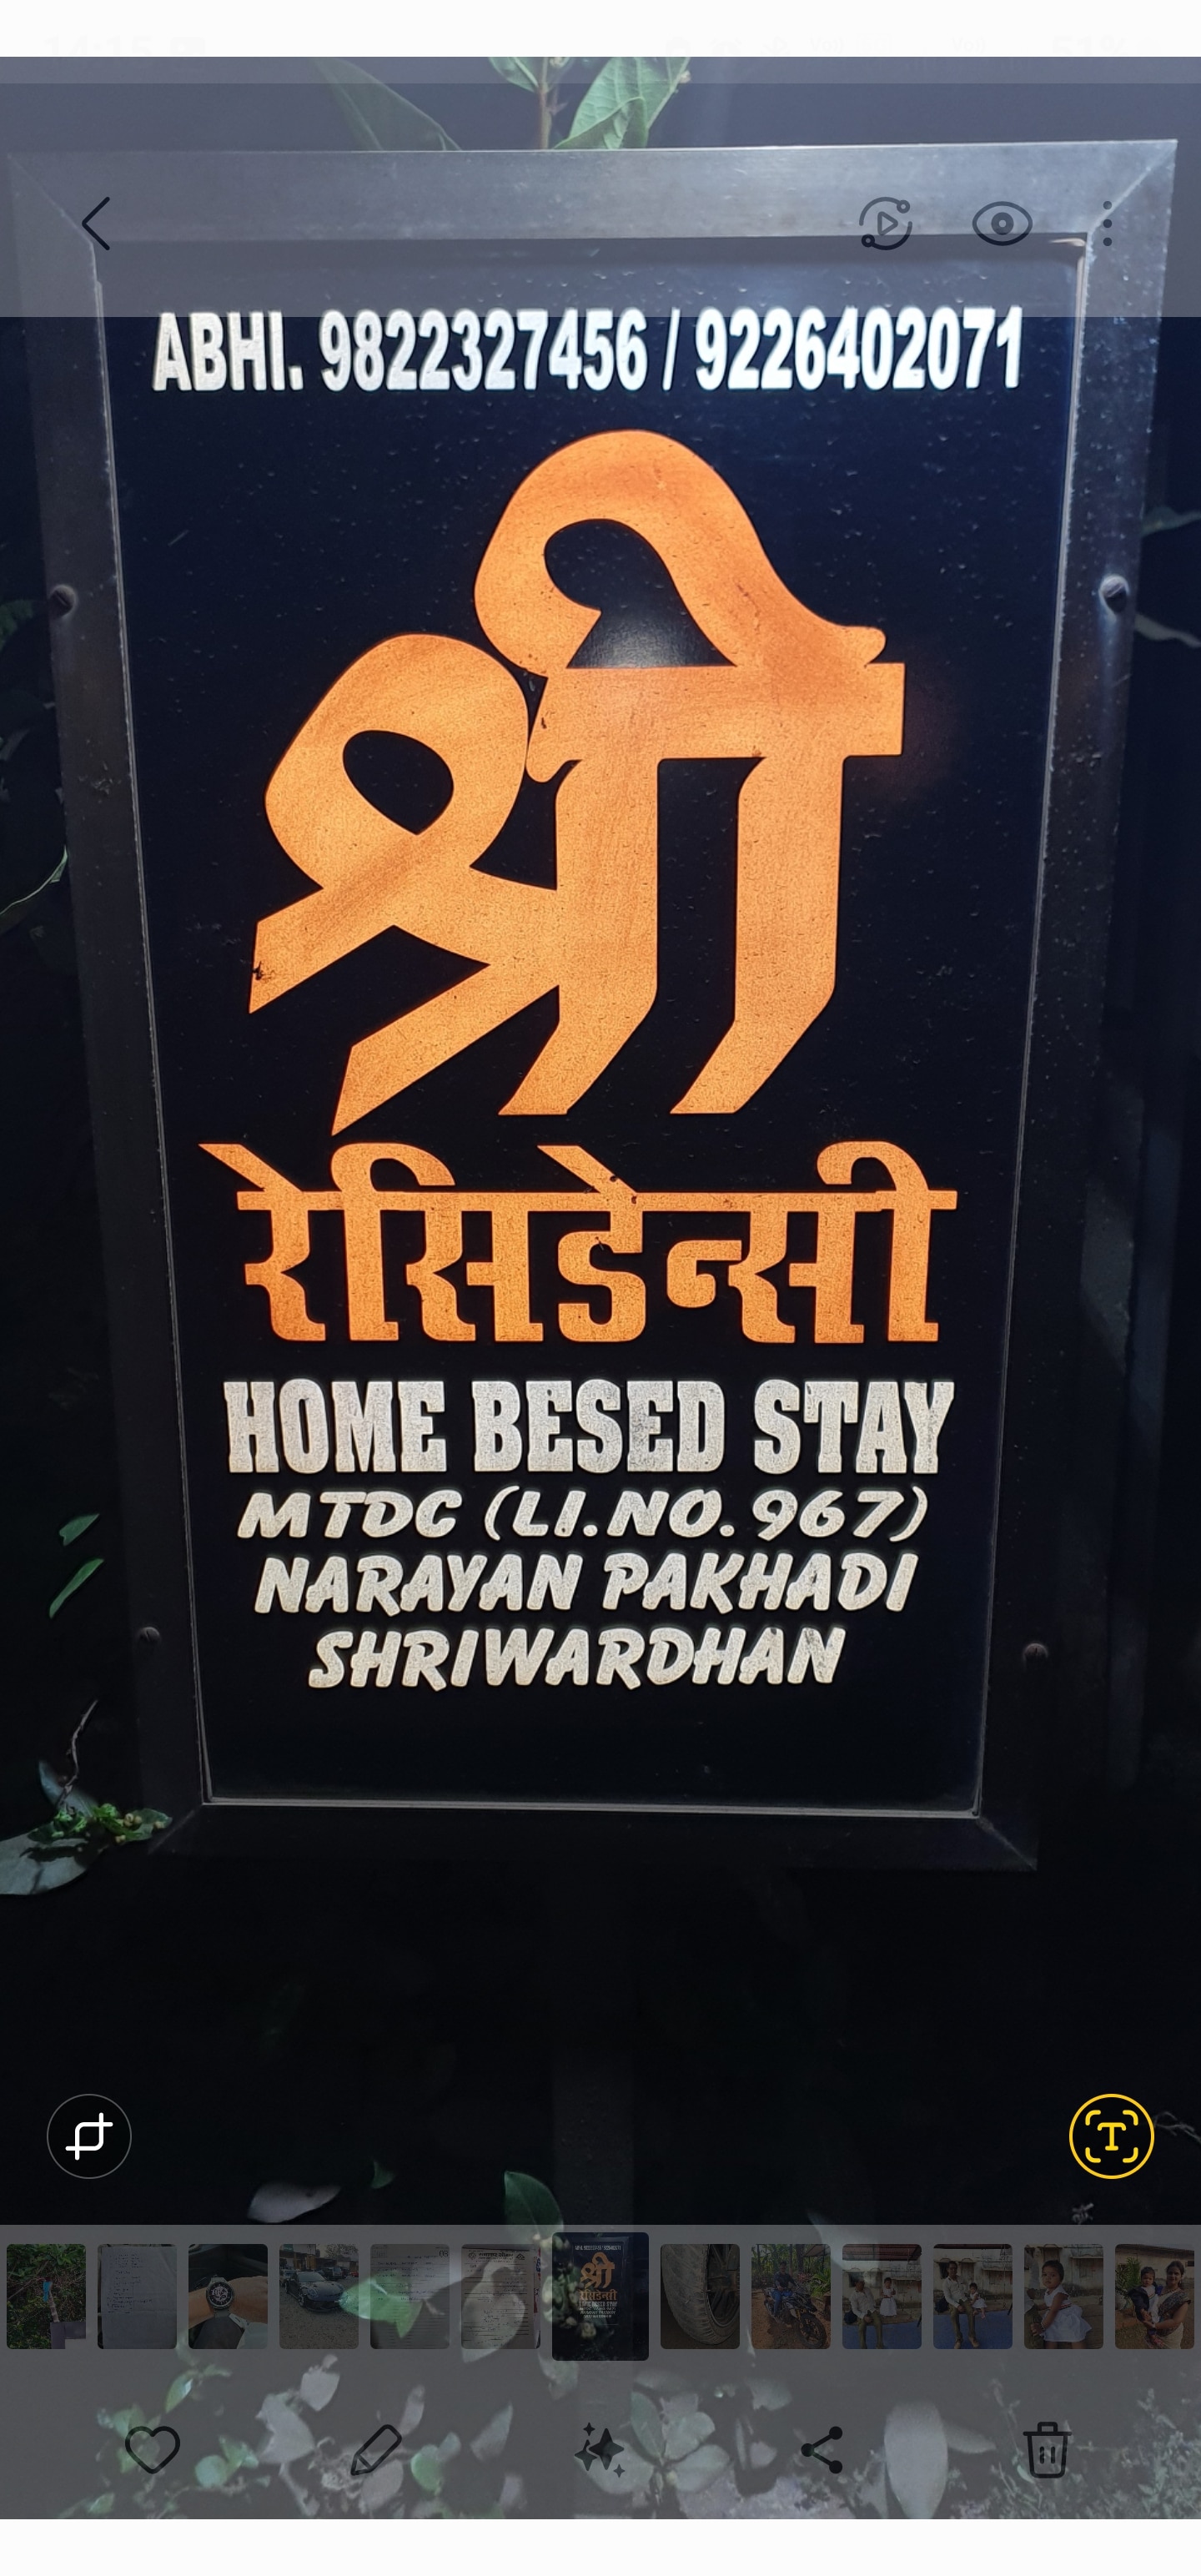 ABHI. 9822327456 / 9226402071
श्री
रेसिडेन्सी
HOME BESED STAY
MTDC (LI.NO. 967)
NARAYAN PAKHADI
SHRIWARDHAN